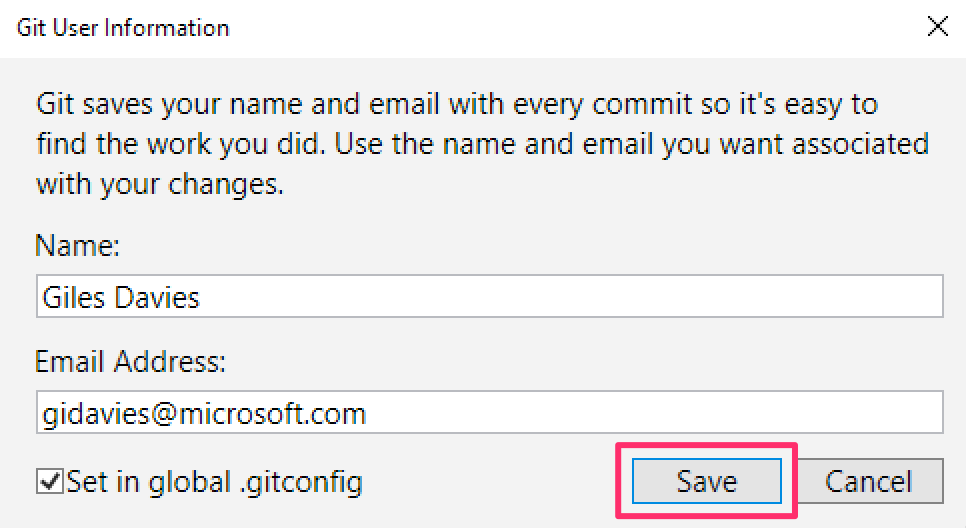 Git User Information
Git saves your name and email with every commit so it's easy to
find the work you did. Use the name and email you want associated
with your changes.
Name:
Giles Davies
Email Address:
gidavies@microsoft.com
Set in global .gitconfig
Save
Cancel